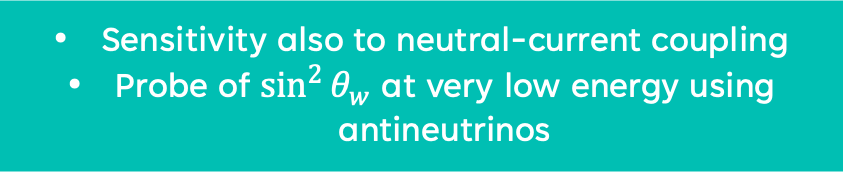 • Sensitivity also to neutral-current coupling
• Probe of sin² θ_w at very low energy using
antineutrinos